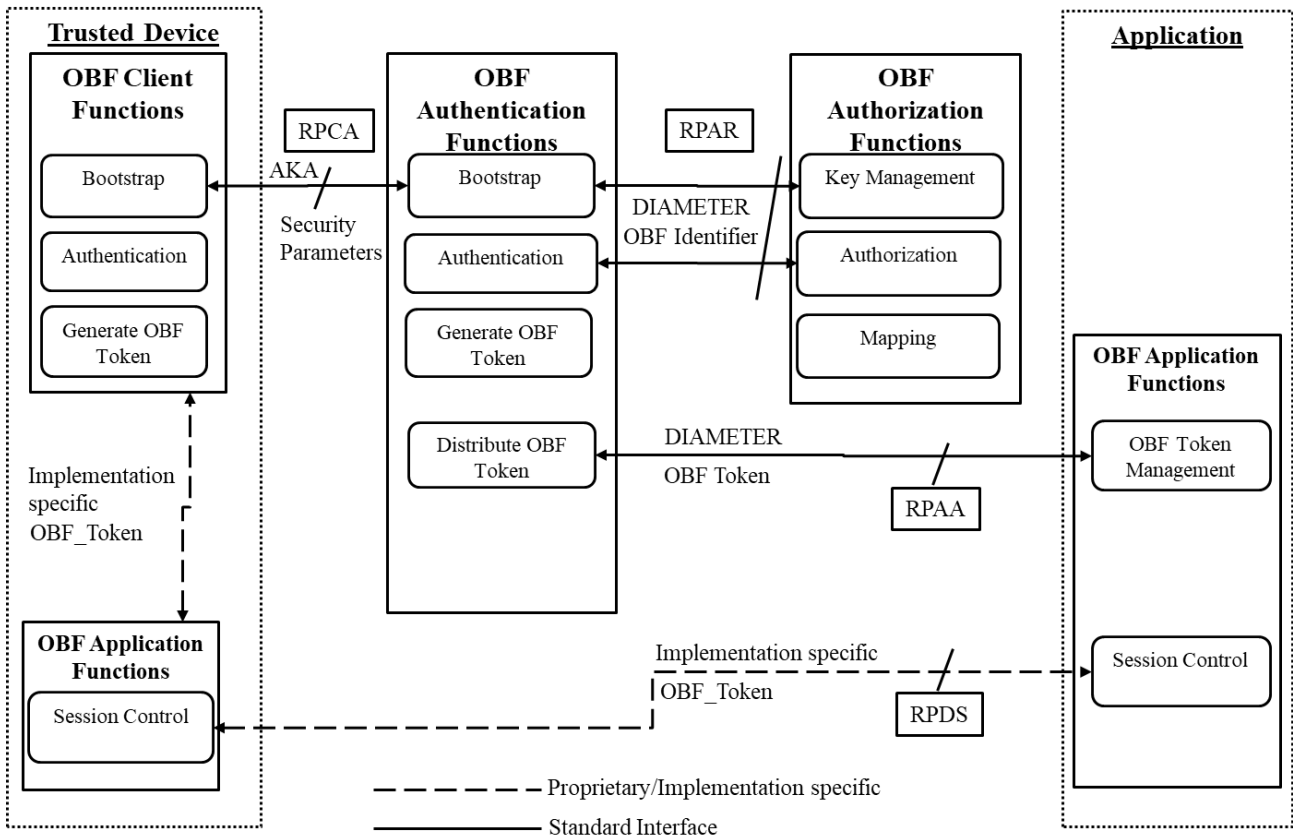 Trusted Device
OBF Client
Functions
Bootstrap
Authentication
Generate OBF
Token
RPCA
AKA
Security
Parameters
OBF
Authentication
Functions
Bootstrap
Authentication
Generate OBF
Token
Distribute OBF
Token
RPAR
DIAMETER
OBF Identifier
OBF
Authorization
Functions
Key Management
Authorization
Mapping
Application
OBF Application
Functions
OBF Token
Management
Session Control
DIAMETER
OBF Token
RPAA
Implementation
specific
OBF_Token
OBF Application
Functions
Session Control
Implementation specific
OBF_Token
RPDS
Proprietary/Implementation specific
Standard Interface